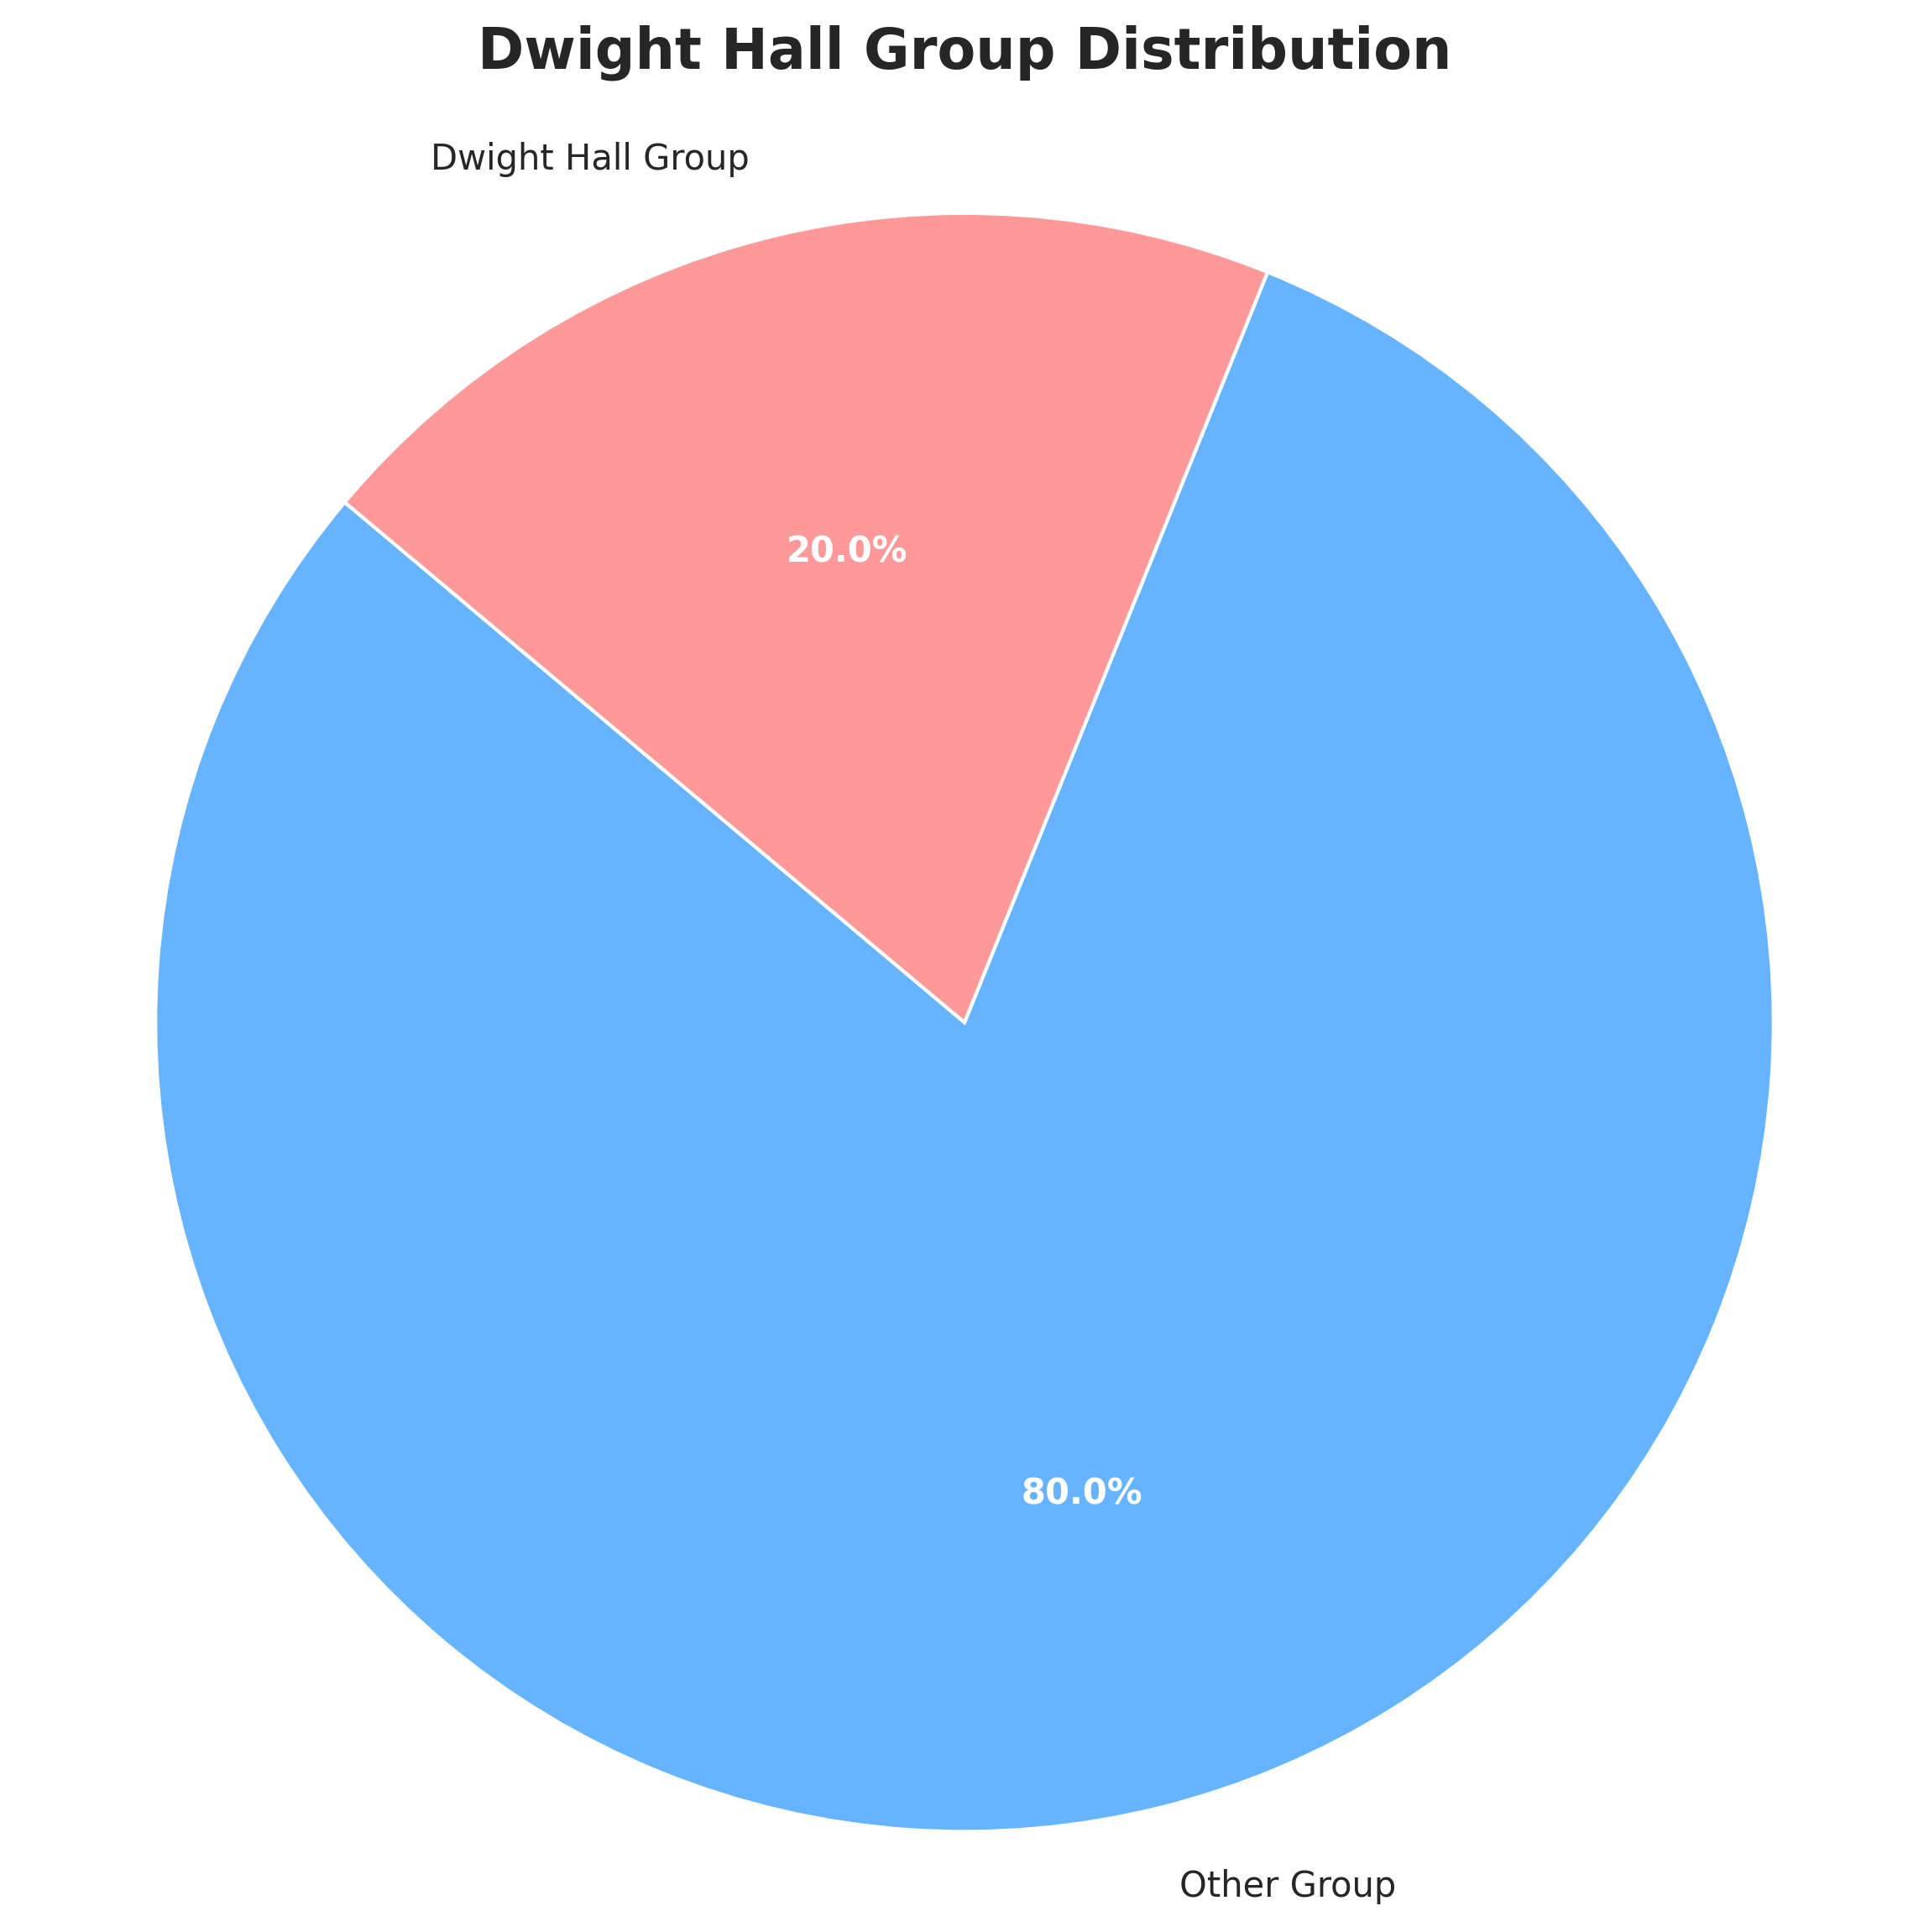 Dwight Hall Group Distribution
Dwight Hall Group
20.0%
80.0%
Other Group